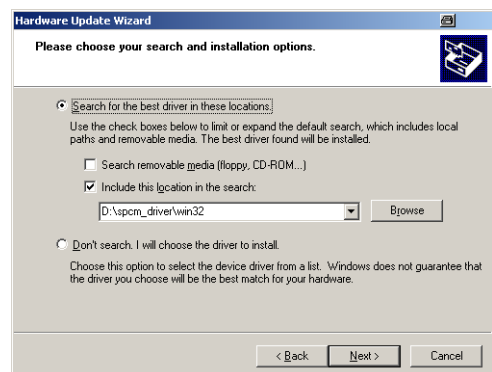 Hardware Update Wizard
Please choose your search and installation options.
Search for the best driver in these locations.
Use the check boxes below to limit or expand the default search, which includes local
paths and removable media. The best driver found will be installed.
Search removable media (floppy, CD-ROM...)
Include this location in the search:
D:\spcm_driver\win32
Browse
Don't search. I will choose the driver to install.
Choose this option to select the device driver from a list. Windows does not guarantee that
the driver you choose will be the best match for your hardware.
< Back
Next >
Cancel